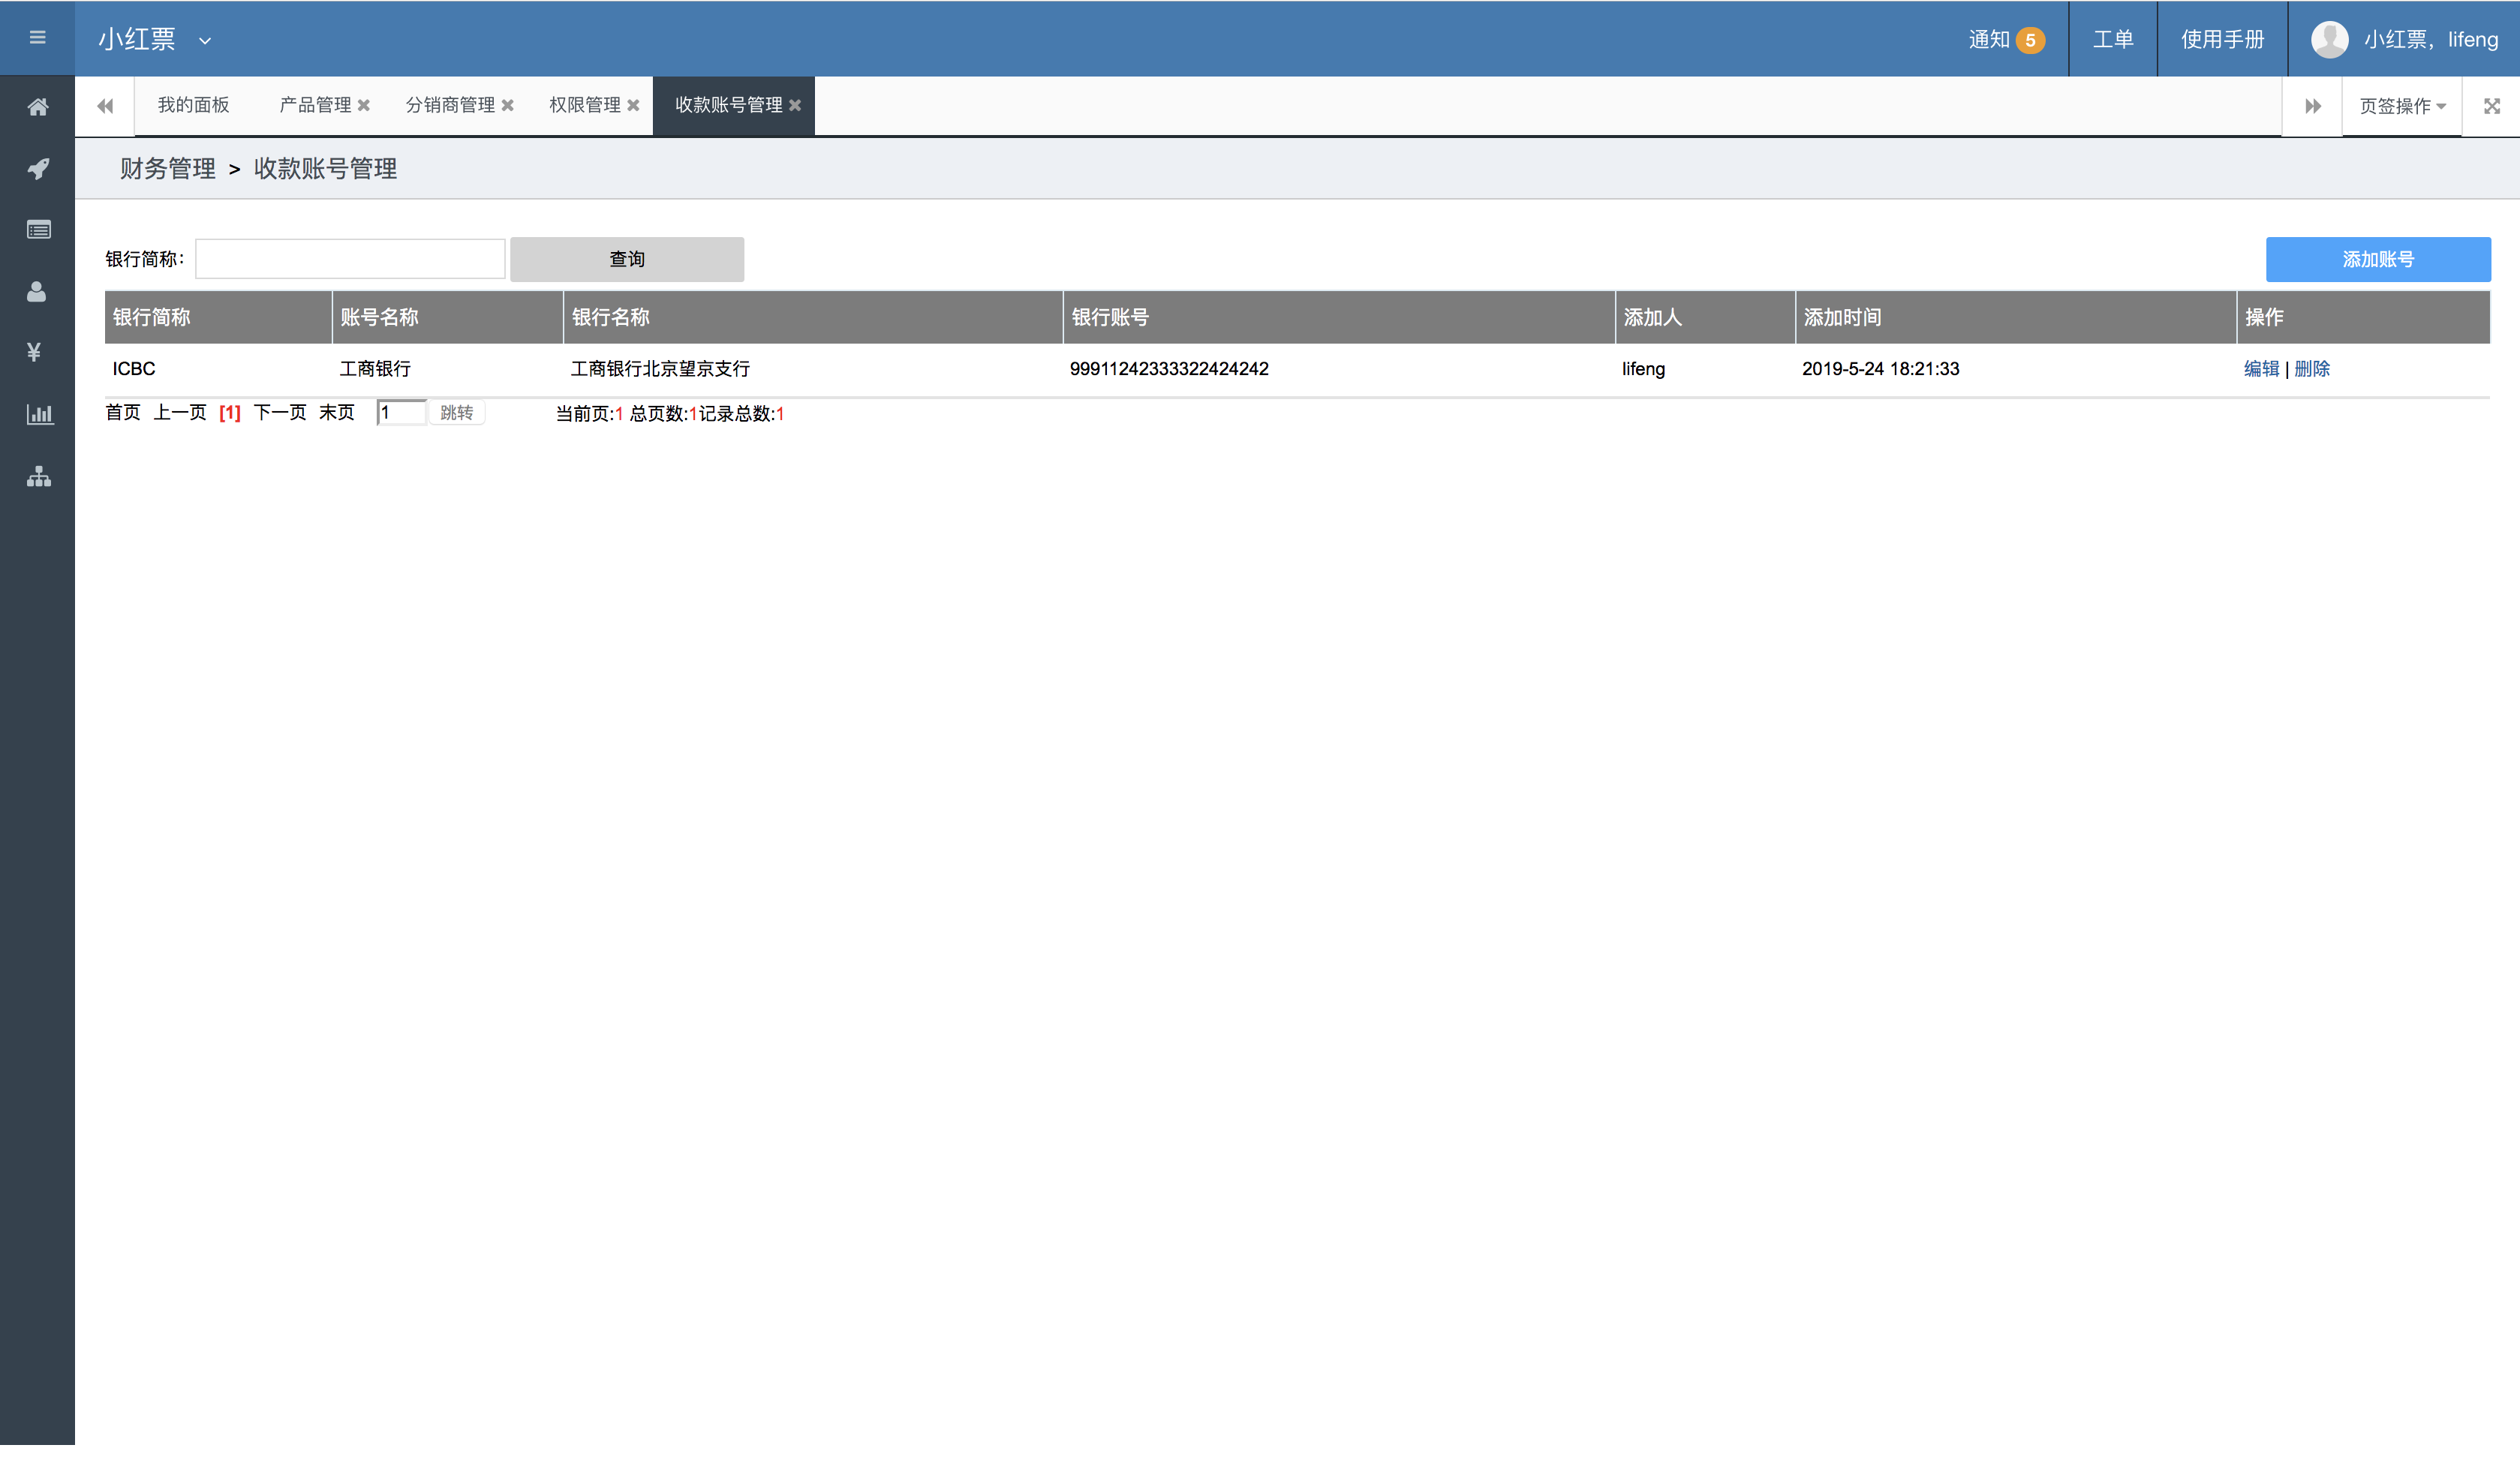 小红票
通知 5 工单 使用手册 小红票，lifeng
我的面板 产品管理 分销商管理 权限管理 收款账号管理 页签操作
财务管理 > 收款账号管理
银行简称： 查询 添加账号
银行简称 账号名称 银行名称 银行账号 添加人 添加时间 操作
ICBC 工商银行 工商银行北京望京支行 99911242333322424242 lifeng 2019-5-24 18:21:33 编辑 | 删除
首页 上一页 [1] 下一页 末页 1 跳转 当前页:1 总页数:1记录总数:1